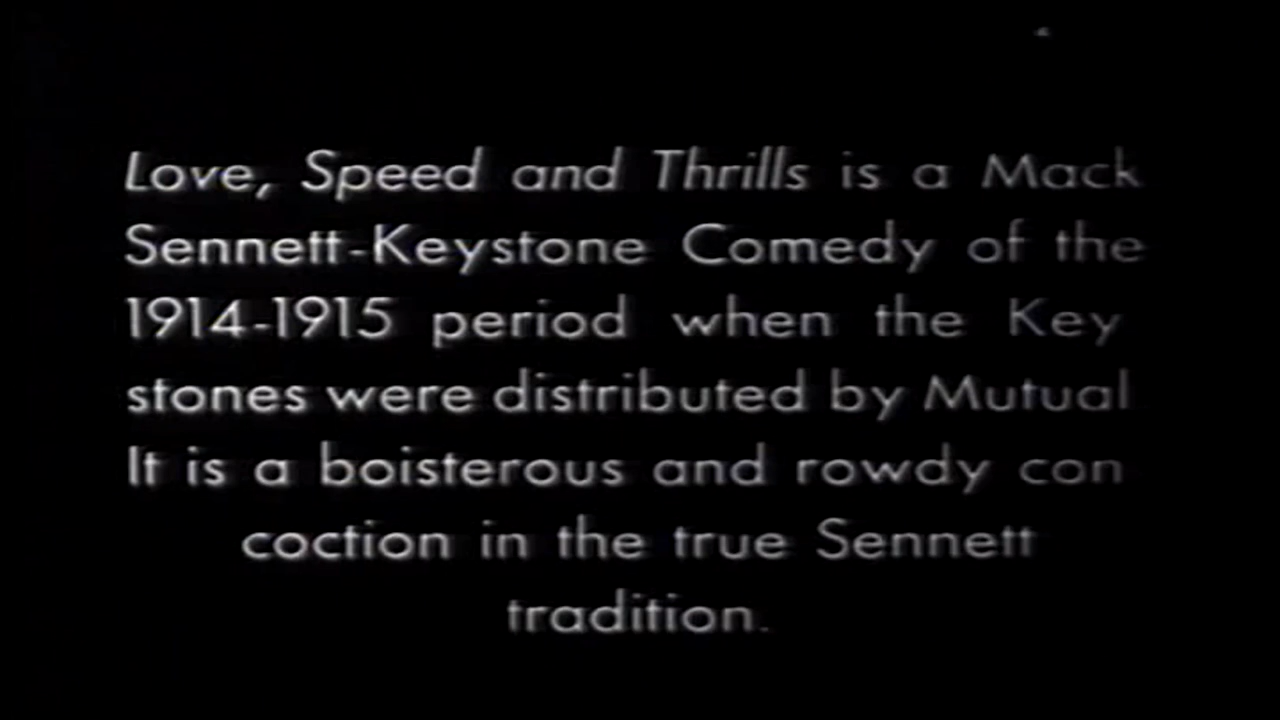 Love, Speed and Thrills is a Mack
Sennett-Keystone Comedy of the
1914-1915 period when the Key
stones were distributed by Mutual
It is a boisterous and rowdy con
coction in the true Sennett
tradition.